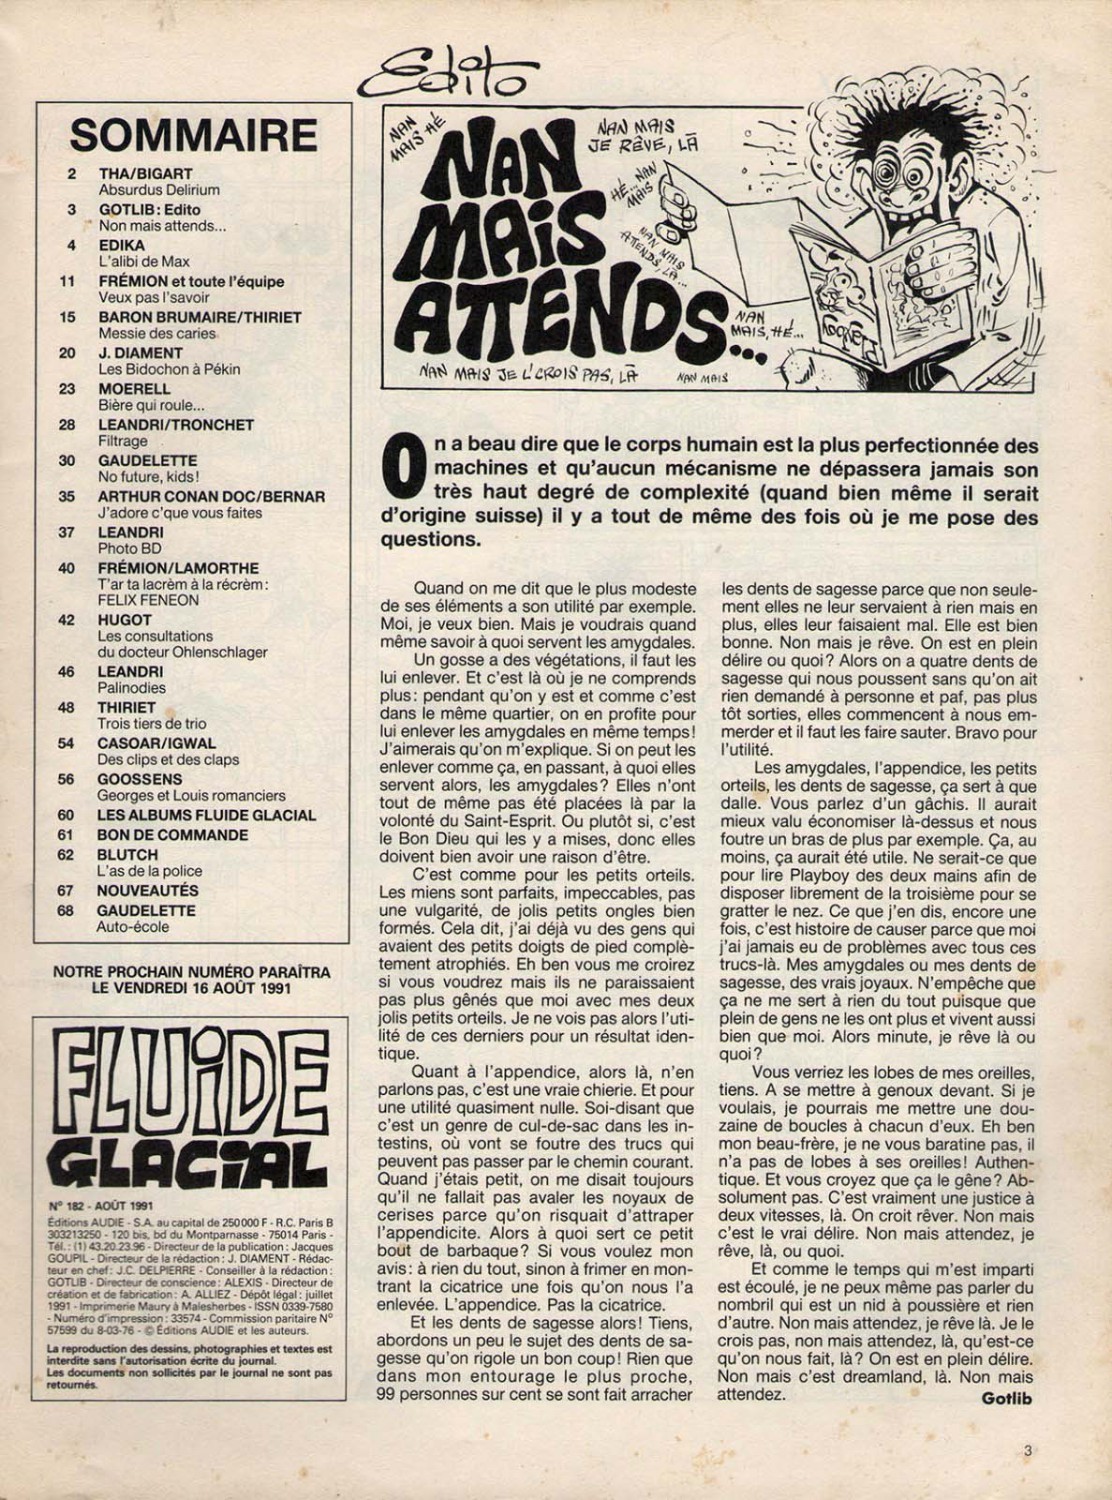 Edito
SOMMAIRE
2 THA/BIGART
Absurdus Delirium
3 GOTLIB: Edito
Non mais attends...
4 EDIKA
L'alibi de Max
11 FRÉMION et toute l'équipe
Veux pas l'savoir
15 BARON BRUMAIRE/THIRIET
Messie des caries
20 J. DIAMENT
Les Bidochon à Pékin
23 MOERELL
Bière qui roule...
28 LEANDRI/TRONCHET
Filtrage
30 GAUDELETTE
No future, kids!
35 ARTHUR CONAN DOC/BERNAR
J'adore c'que vous faites
37 LEANDRI
Photo BD
40 FRÉMION/LAMORTHE
T'ar ta lacrèm à la récrèm:
FELIX FENEON
42 HUGOT
Les consultations
du docteur Ohlenschlager
46 LEANDRI
Palinodies
48 THIRIET
Trois tiers de trio
54 CASOAR/IGWAL
Des clips et des claps
56 GOOSSENS
Georges et Louis romanciers
60 LES ALBUMS FLUIDE GLACIAL
61 BON DE COMMANDE
62 BLUTCH
L'as de la police
67 NOUVEAUTÉS
68 GAUDELETTE
Auto-école
NOTRE PROCHAIN NUMÉRO PARAÎTRA
LE VENDREDI 16 AOÛT 1991
FLUIDE
GLACIAL
N° 182 - AOÛT 1991
Éditions AUDIE - S.A. au capital de 250000 F - R.C. Paris B
303213250 - 120 bis, bd du Montparnasse - 75014 Paris -
Tél.: (1) 43.20.23.96 - Directeur de la publication: Jacques
GOUPIL - Directeur de la rédaction: J. DIAMENT - Rédac-
teur en chef: J.C. DELPIERRE - Conseiller à la rédaction:
GOTLIB - Directeur de conscience: ALEXIS - Directeur de
création et de fabrication: A. ALLIEZ - Dépôt légal: juillet
1991 - Imprimerie Maury à Malesherbes - ISSN 0339-7580
- Numéro d'impression: 33574 - Commission paritaire N°
57599 du 8-03-76 - © Éditions AUDIE et les auteurs.
La reproduction des dessins, photographies et textes est
interdite sans l'autorisation écrite du journal.
Les documents non sollicités par le journal ne sont pas
retournés.
NAN
MAIS HÉ
NAN MAIS
JE RÊVE, LÀ
HÉ... NAN
MAIS
NAN MAIS
ATTENDS, LÀ...
NAN
MAIS
ATTENDS...
NAN
MAIS, HÉ...
NAN MAIS JE L'CROIS PAS, LÀ
NAN MAIS
Playboy
On a beau dire que le corps humain est la plus perfectionnée des
machines et qu'aucun mécanisme ne dépassera jamais son
très haut degré de complexité (quand bien même il serait
d'origine suisse) il y a tout de même des fois où je me pose des
questions.
Quand on me dit que le plus modeste
de ses éléments a son utilité par exemple.
Moi, je veux bien. Mais je voudrais quand
même savoir à quoi servent les amygdales.
Un gosse a des végétations, il faut les
lui enlever. Et c'est là où je ne comprends
plus: pendant qu'on y est et comme c'est
dans le même quartier, on en profite pour
lui enlever les amygdales en même temps!
J'aimerais qu'on m'explique. Si on peut les
enlever comme ça, en passant, à quoi elles
servent alors, les amygdales? Elles n'ont
tout de même pas été placées là par la
volonté du Saint-Esprit. Ou plutôt si, c'est
le Bon Dieu qui les y a mises, donc elles
doivent bien avoir une raison d'être.
C'est comme pour les petits orteils.
Les miens sont parfaits, impeccables, pas
une vulgarité, de jolis petits ongles bien
formés. Cela dit, j'ai déjà vu des gens qui
avaient des petits doigts de pied complè-
tement atrophiés. Eh ben vous me croirez
si vous voudrez mais ils ne paraissaient
pas plus gênés que moi avec mes deux
jolis petits orteils. Je ne vois pas alors l'uti-
lité de ces derniers pour un résultat iden-
tique.
Quant à l'appendice, alors là, n'en
parlons pas, c'est une vraie chierie. Et pour
une utilité quasiment nulle. Soi-disant que
c'est un genre de cul-de-sac dans les in-
testins, où vont se foutre des trucs qui
peuvent pas passer par le chemin courant.
Quand j'étais petit, on me disait toujours
qu'il ne fallait pas avaler les noyaux de
cerises parce qu'on risquait d'attraper
l'appendicite. Alors à quoi sert ce petit
bout de barbaque? Si vous voulez mon
avis: à rien du tout, sinon à frimer en mon-
trant la cicatrice une fois qu'on nous l'a
enlevée. L'appendice. Pas la cicatrice.
Et les dents de sagesse alors! Tiens,
abordons un peu le sujet des dents de sa-
gesse qu'on rigole un bon coup! Rien que
dans mon entourage le plus proche,
99 personnes sur cent se sont fait arracher
les dents de sagesse parce que non seule-
ment elles ne leur servaient à rien mais en
plus, elles leur faisaient mal. Elle est bien
bonne. Non mais je rêve. On est en plein
délire ou quoi? Alors on a quatre dents de
sagesse qui nous poussent sans qu'on ait
rien demandé à personne et paf, pas plus
tôt sorties, elles commencent à nous em-
merder et il faut les faire sauter. Bravo pour
l'utilité.
Les amygdales, l'appendice, les petits
orteils, les dents de sagesse, ça sert à que
dalle. Vous parlez d'un gâchis. Il aurait
mieux valu économiser là-dessus et nous
foutre un bras de plus par exemple. Ça, au
moins, ça aurait été utile. Ne serait-ce que
pour lire Playboy des deux mains afin de
disposer librement de la troisième pour se
gratter le nez. Ce que j'en dis, encore une
fois, c'est histoire de causer parce que moi
j'ai jamais eu de problèmes avec tous ces
trucs-là. Mes amygdales ou mes dents de
sagesse, des vrais joyaux. N'empêche que
ça ne me sert à rien du tout puisque que
plein de gens ne les ont plus et vivent aussi
bien que moi. Alors minute, je rêve là ou
quoi?
Vous verriez les lobes de mes oreilles,
tiens. A se mettre à genoux devant. Si je
voulais, je pourrais me mettre une dou-
zaine de boucles à chacun d'eux. Eh ben
mon beau-frère, je ne vous baratine pas, il
n'a pas de lobes à ses oreilles! Authen-
tique. Et vous croyez que ça le gêne? Ab-
solument pas. C'est vraiment une justice à
deux vitesses, là. On croit rêver. Non mais
c'est le vrai délire. Non mais attendez, je
rêve, là, ou quoi.
Et comme le temps qui m'est imparti
est écoulé, je ne peux même pas parler du
nombril qui est un nid à poussière et rien
d'autre. Non mais attendez, je rêve là. Je le
crois pas, non mais attendez, là, qu'est-ce
qu'on nous fait, là? On est en plein délire.
Non mais c'est dreamland, là. Non mais
attendez.
Gotlib
3